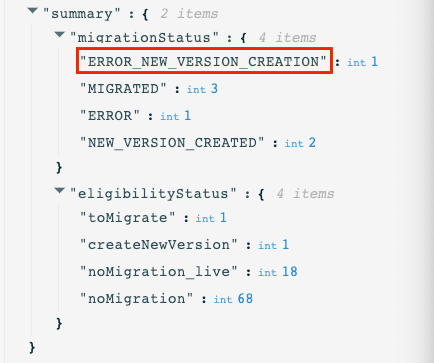 "summary" : { 2 items
"migrationStatus" : { 4 items
"ERROR_NEW_VERSION_CREATION" : int 1
"MIGRATED" : int 3
"ERROR" : int 1
"NEW_VERSION_CREATED" : int 2
}
"eligibilityStatus" : { 4 items
"toMigrate" : int 1
"createNewVersion" : int 1
"noMigration_live" : int 18
"noMigration" : int 68
}
}